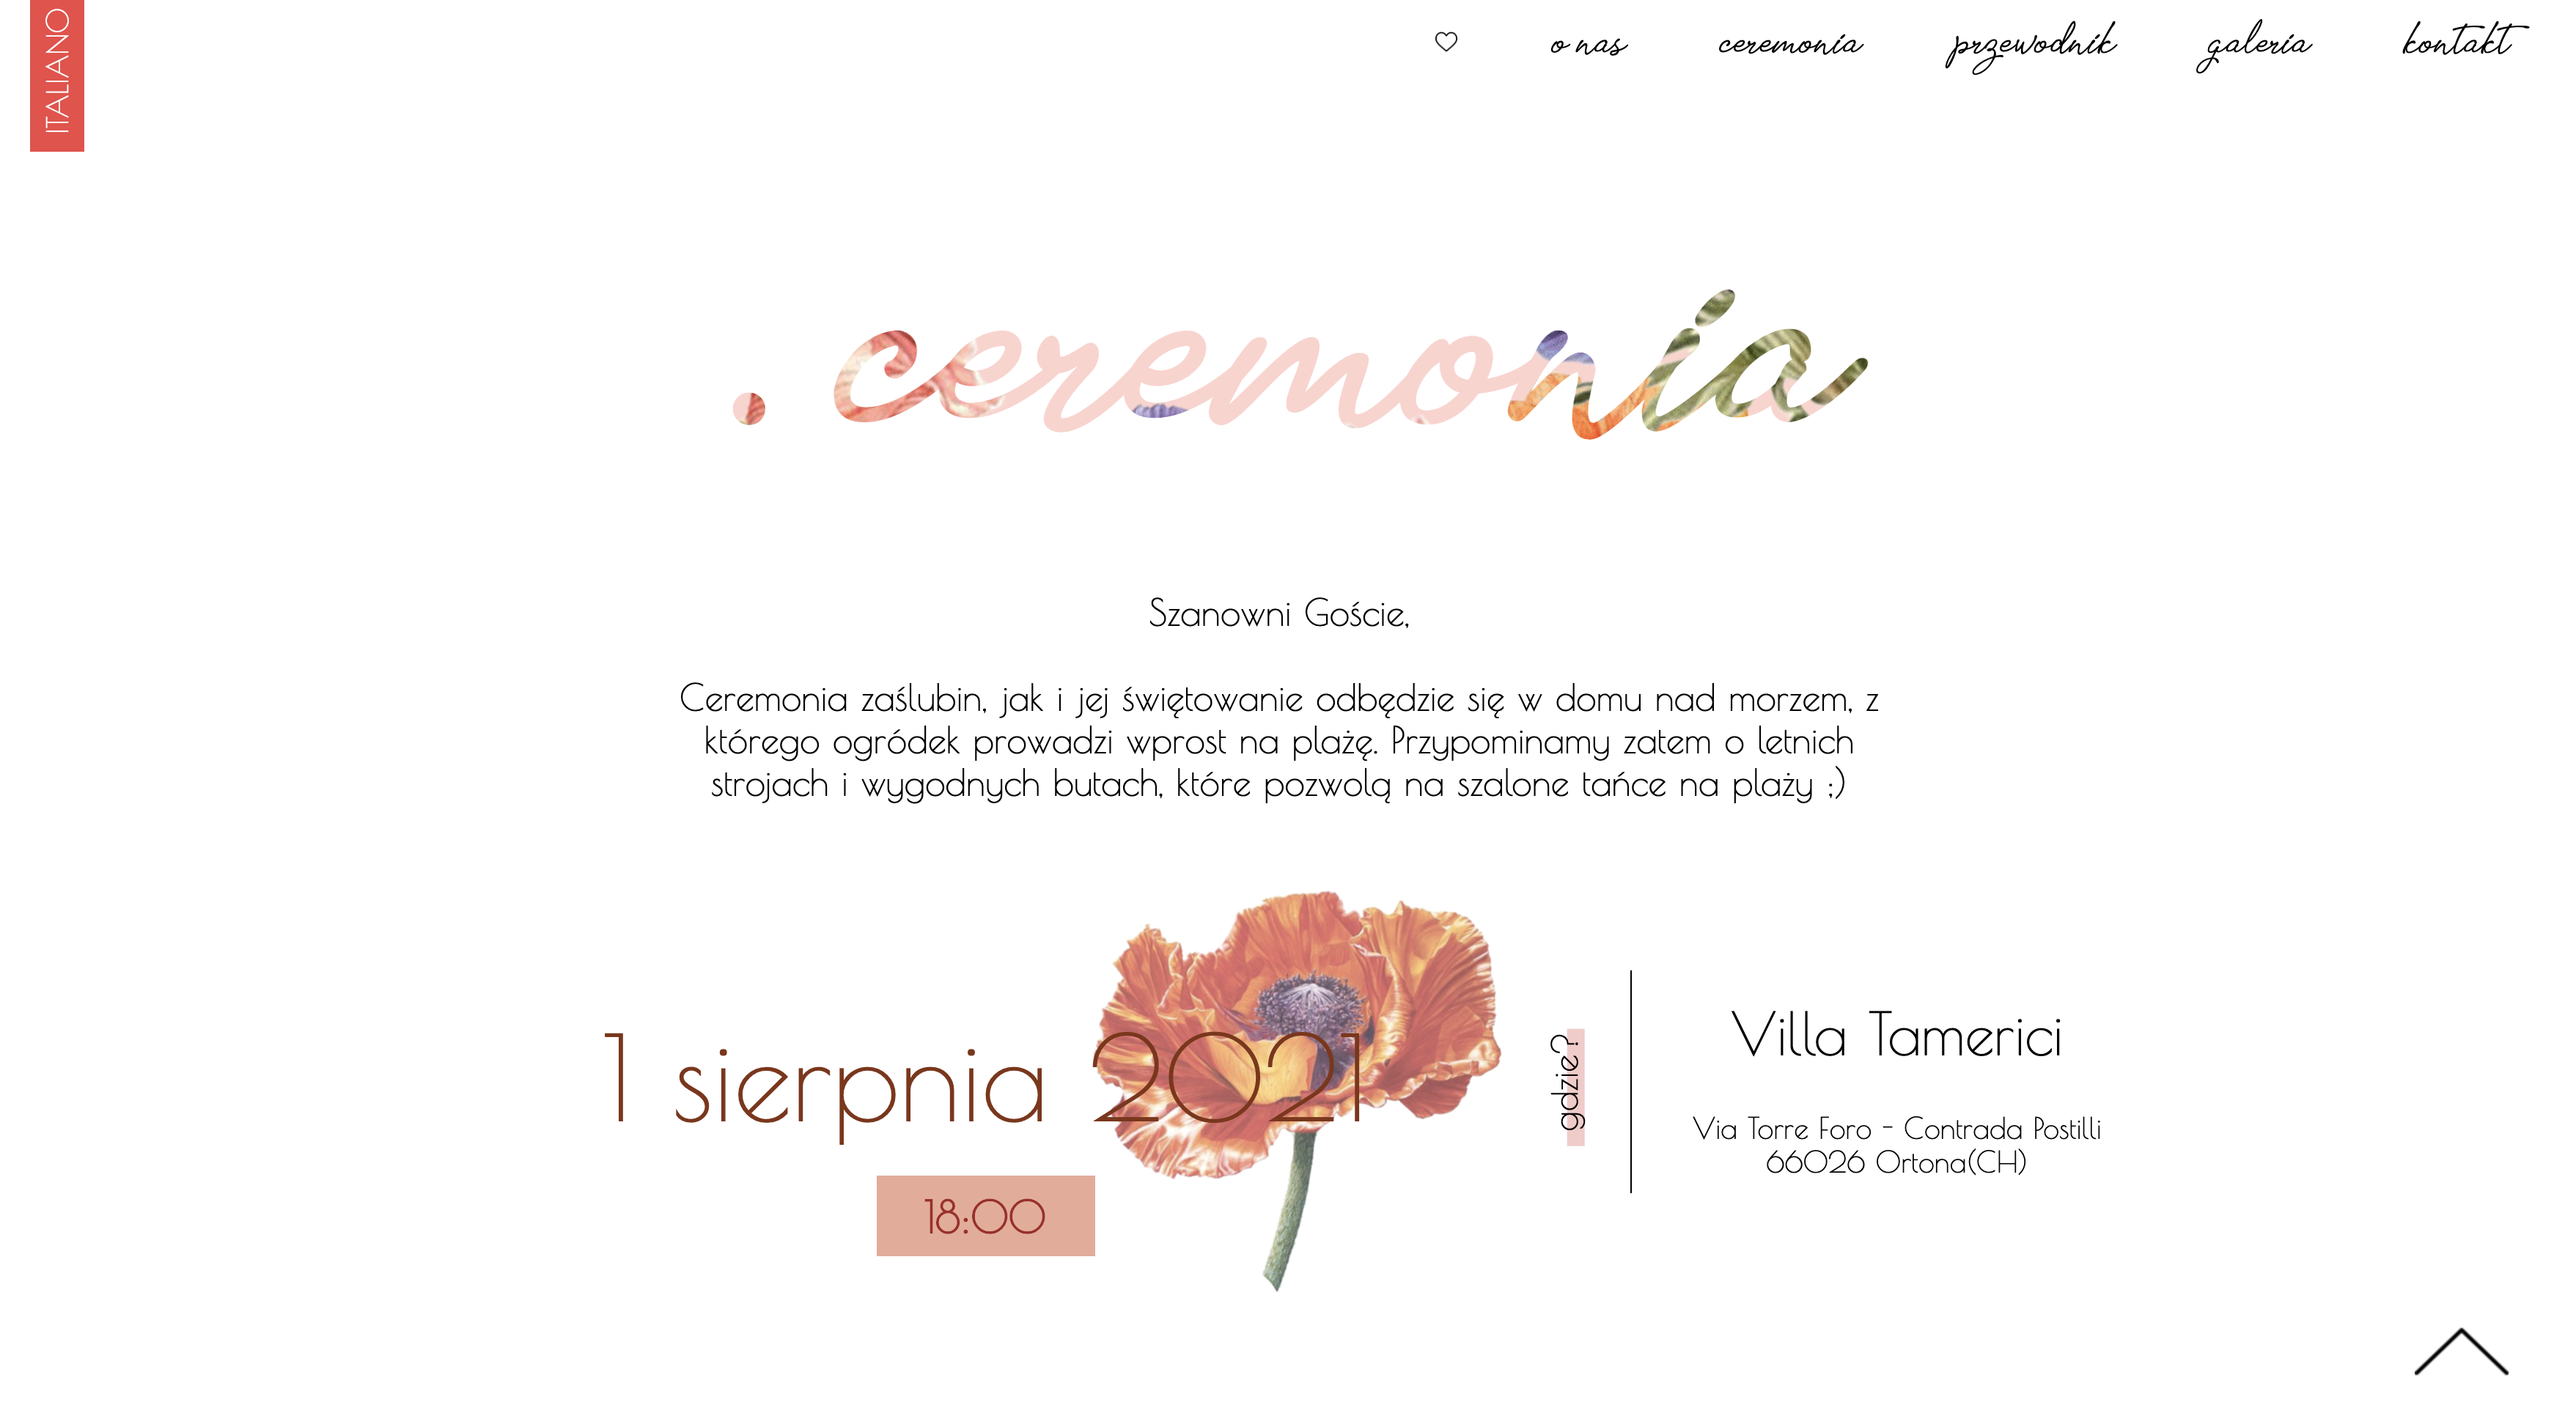 ITALIANO
o nas
ceremonia
przewodnik
galeria
kontakt
. ceremonia
Szanowni Goście,
Ceremonia zaślubin, jak i jej świętowanie odbędzie się w domu nad morzem, z
którego ogródek prowadzi wprost na plażę. Przypominamy zatem o letnich
strojach i wygodnych butach, które pozwolą na szalone tańce na plaży ;)
1 sierpnia 2021
18:00
gdzie?
Villa Tamerici
Via Torre Foro - Contrada Postilli
66026 Ortona(CH)